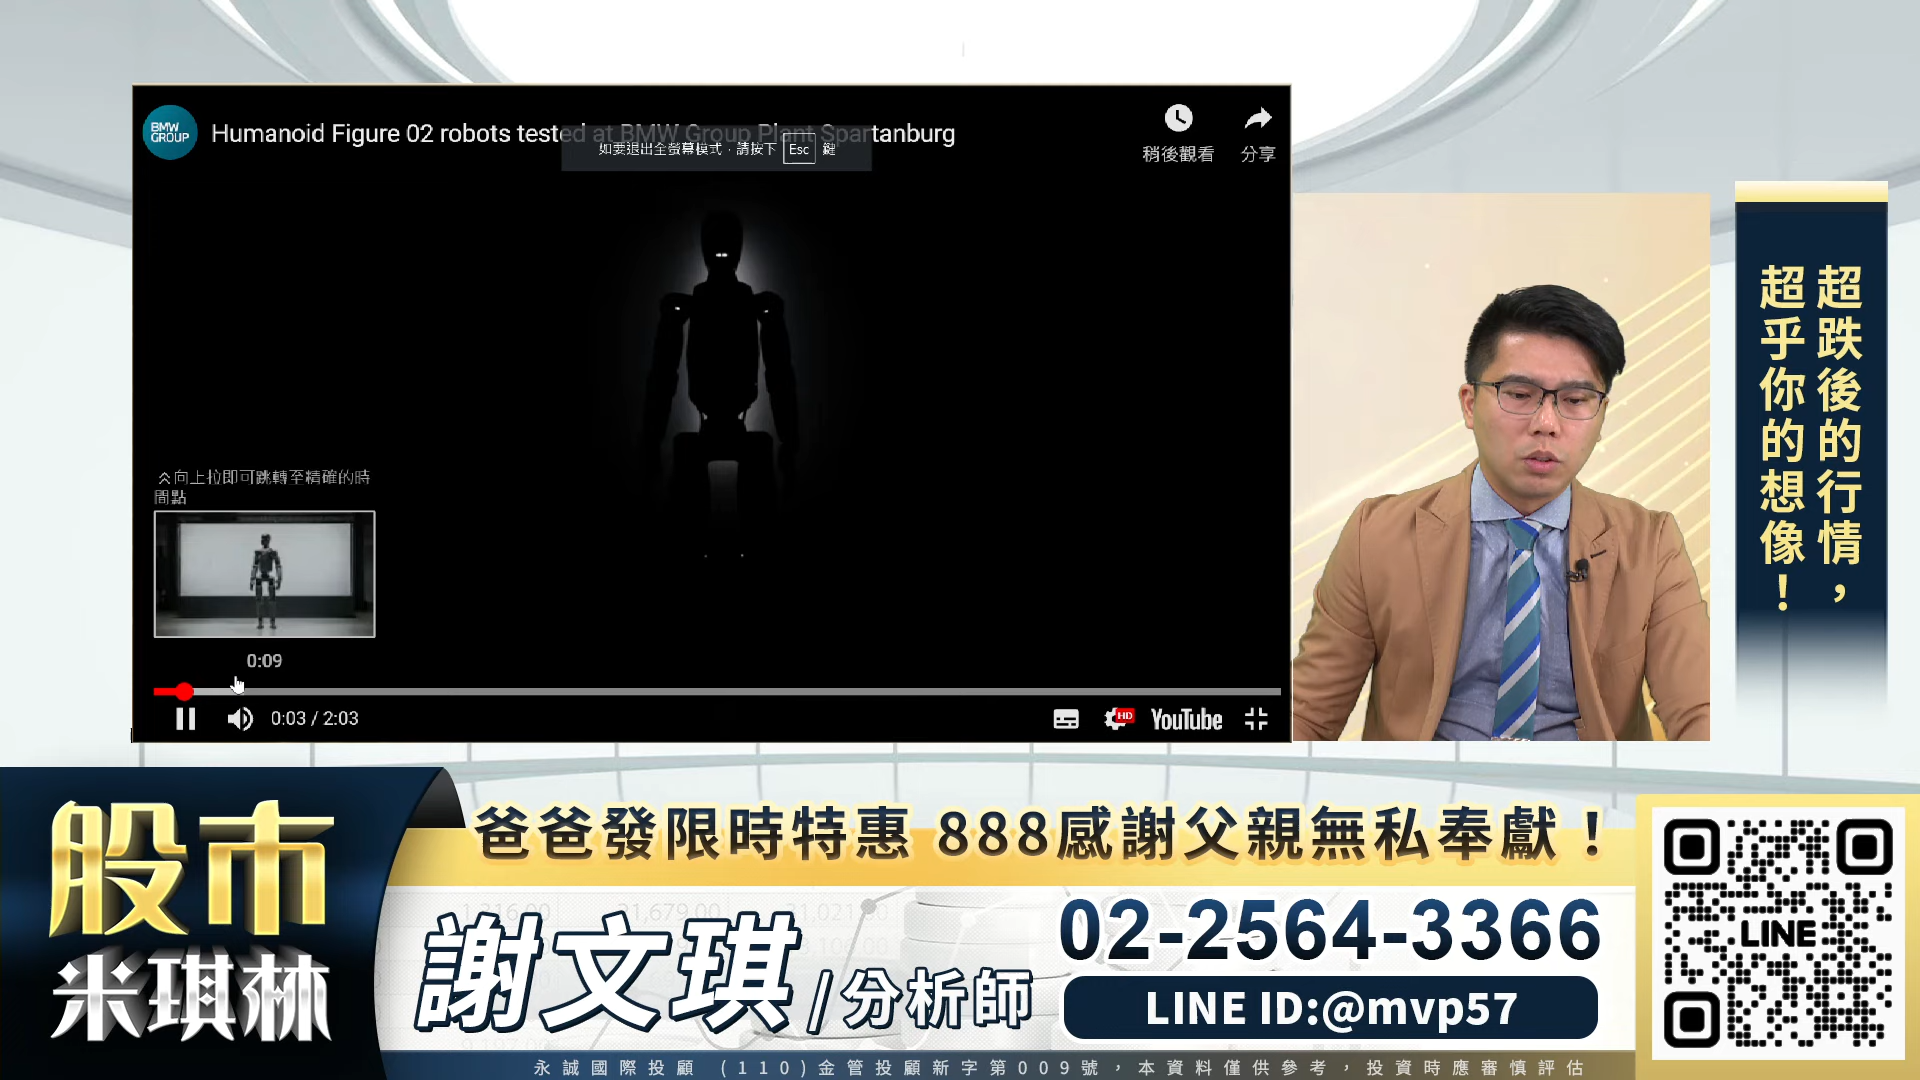 BMW GROUP
Humanoid Figure 02 robots tested at BMW Group Plant Spartanburg
如要退出全螢幕模式,請按下 Esc 鍵
稍後觀看
分享
向上拉即可跳轉至精確的時
間點
0:09
0:03 / 2:03
HD
YouTube
超跌後的行情,
超乎你的想像!
股市
米琪林
爸爸發限時特惠 888感謝父親無私奉獻!
謝文琪/分析師
02-2564-3366
LINE ID:@mvp57
LINE
永誠國際投顧 (110)金管投顧新字第009號,本資料僅供參考,投資時應審慎評估